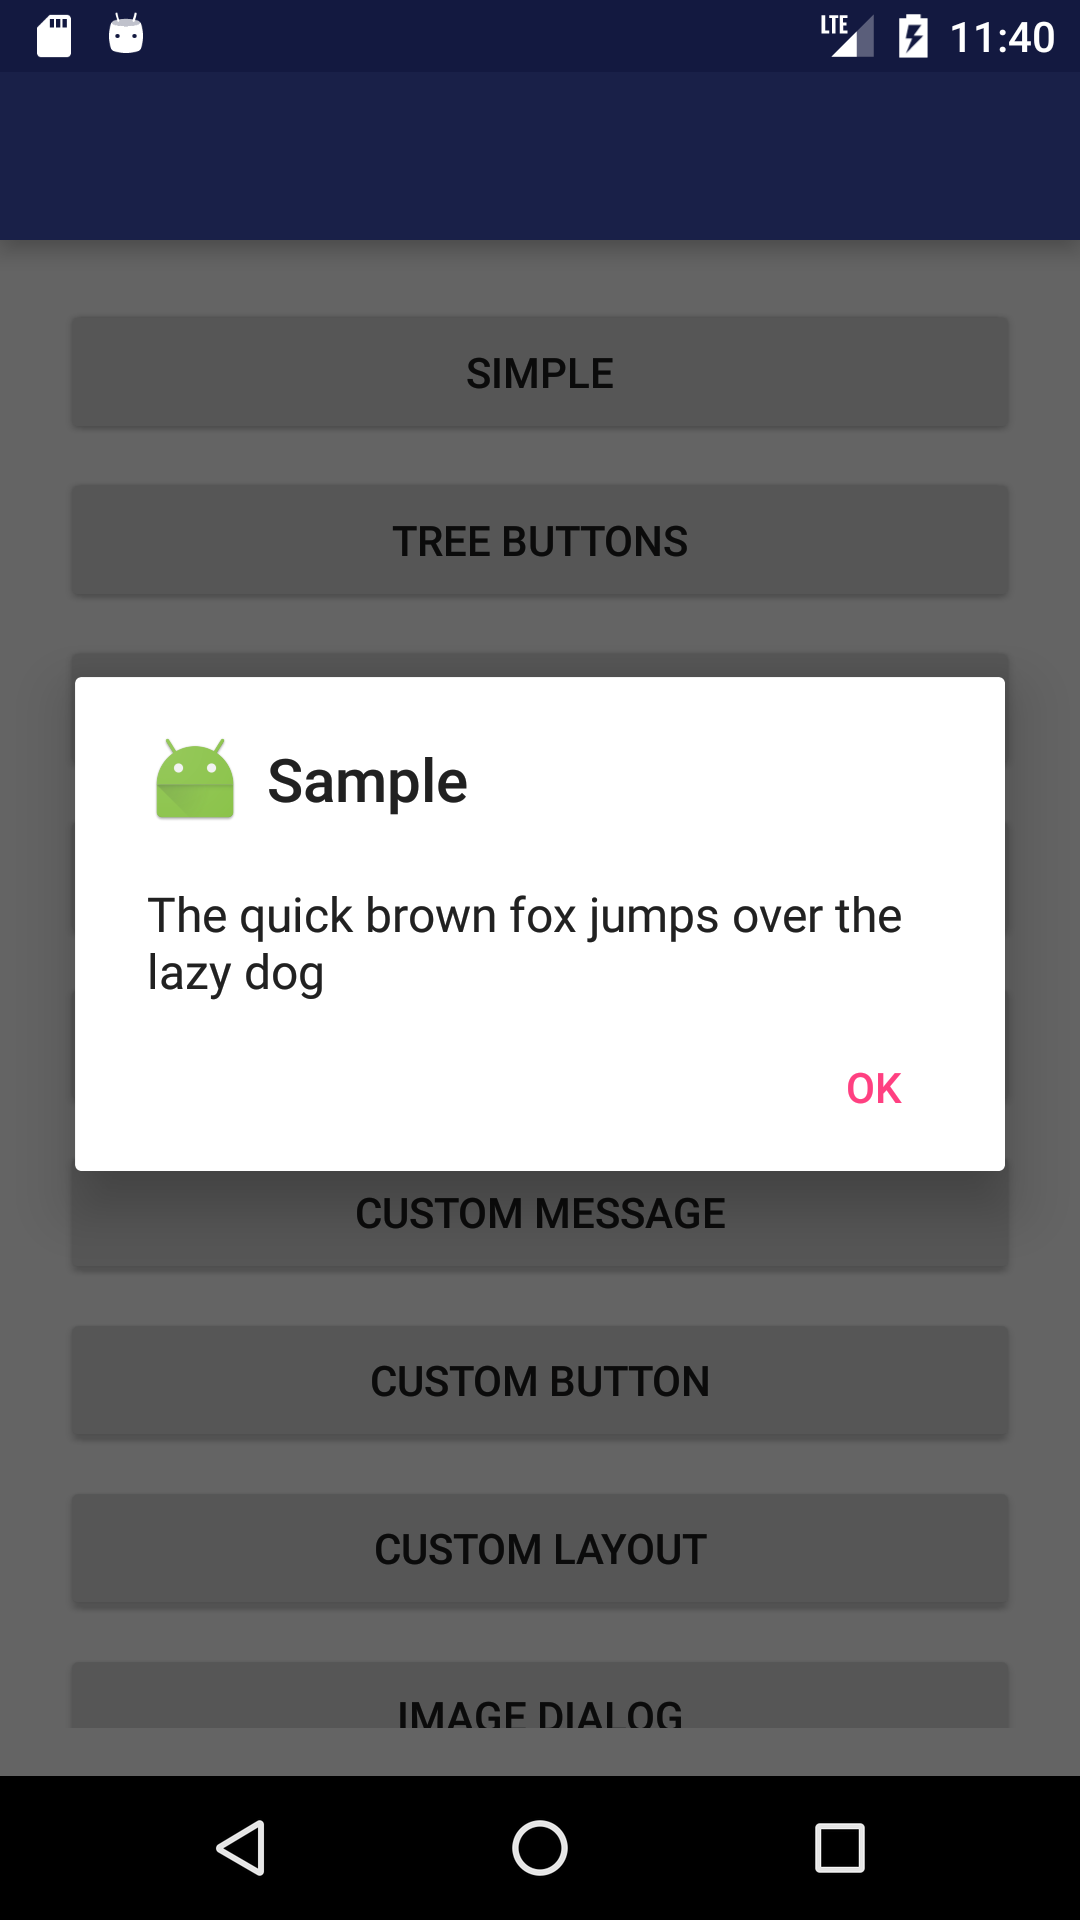 LTE 11:40
SIMPLE
TREE BUTTONS
Sample
The quick brown fox jumps over the
lazy dog
OK
CUSTOM MESSAGE
CUSTOM BUTTON
CUSTOM LAYOUT
IMAGE DIALOG